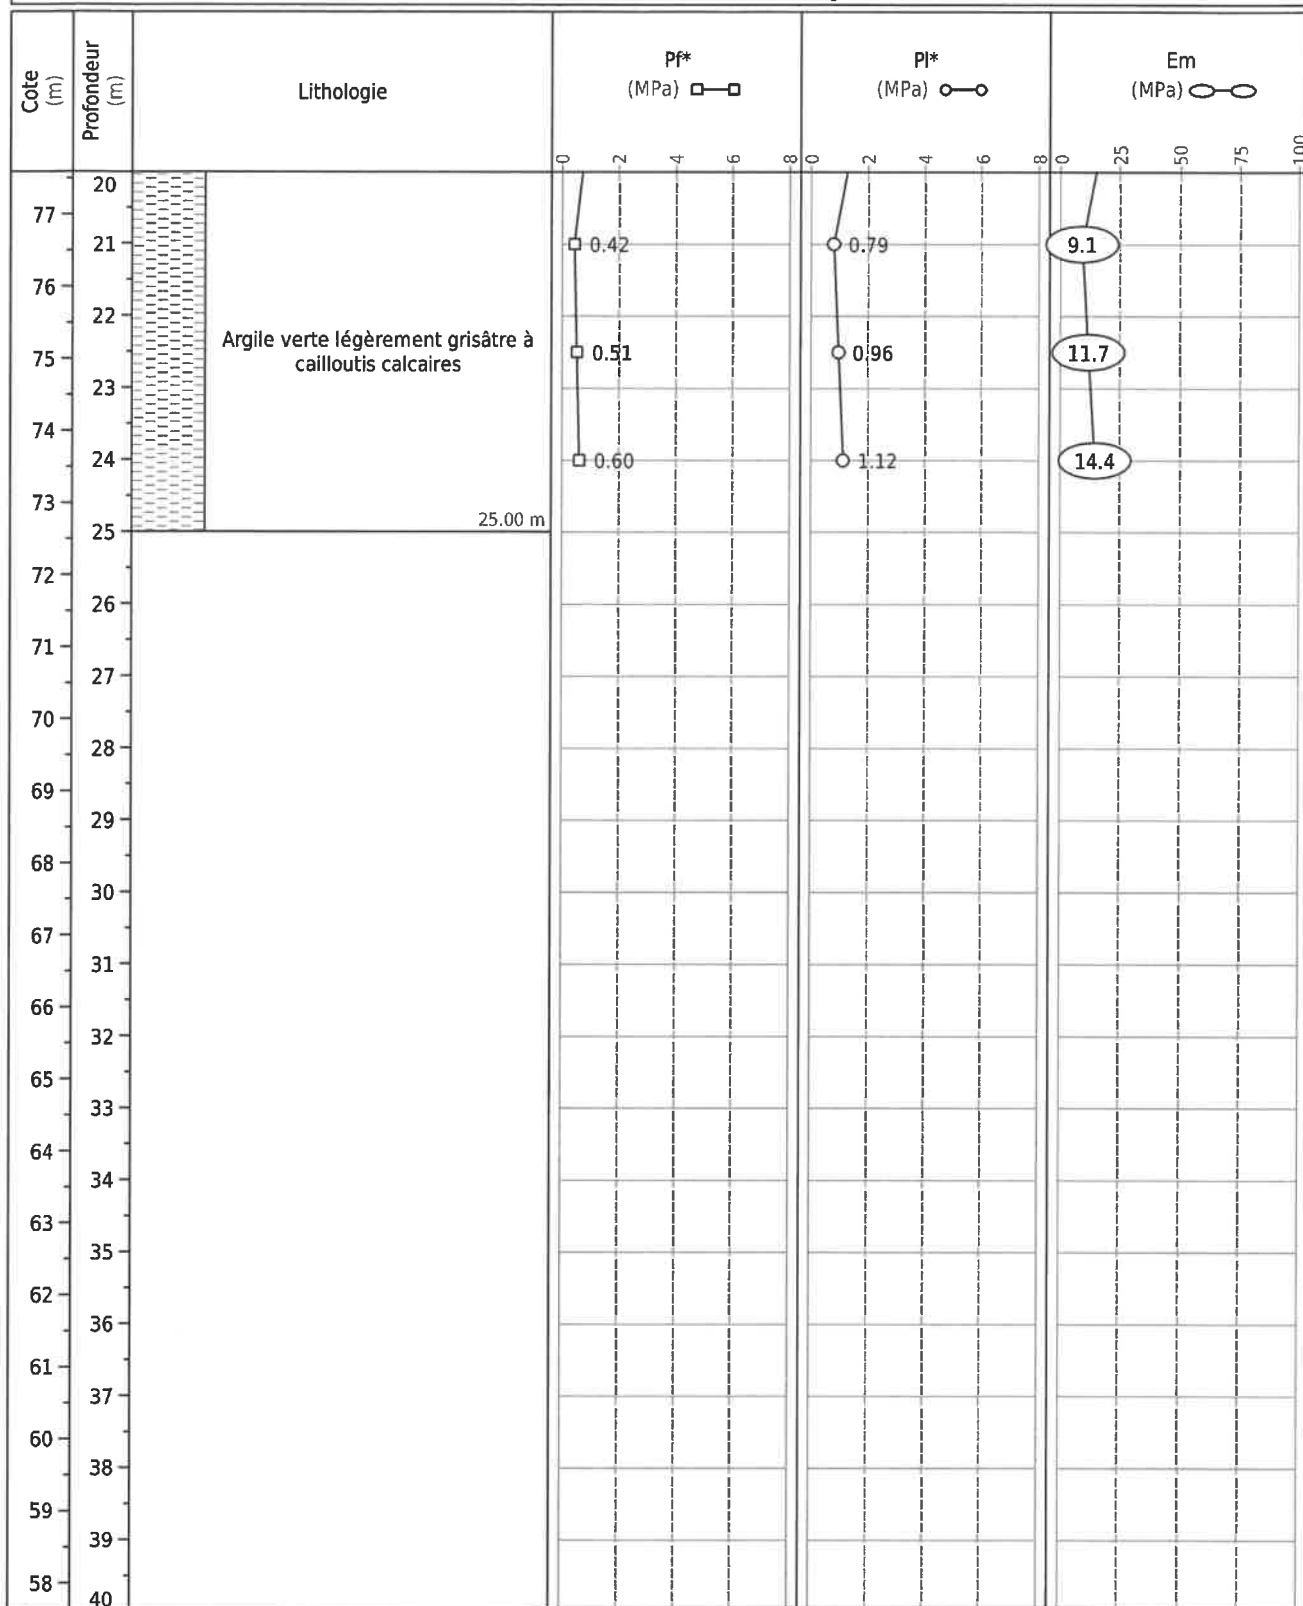 Cote
(m)
Profondeur
(m)
Lithologie
Pf*
(MPa)
Pl*
(MPa)
Em
(MPa)
0 2 4 6 8
0 2 4 6 8
0 25 50 75 100
20
77
21
0.42
0.79
9.1
76
22
Argile verte légèrement grisâtre à
cailloutis calcaires
75
0.51
0.96
11.7
23
74
24
0.60
1.12
14.4
73
25.00 m
25
72
26
71
27
70
28
69
29
68
30
67
31
66
32
65
33
64
34
63
35
62
36
61
37
60
38
59
39
58
40